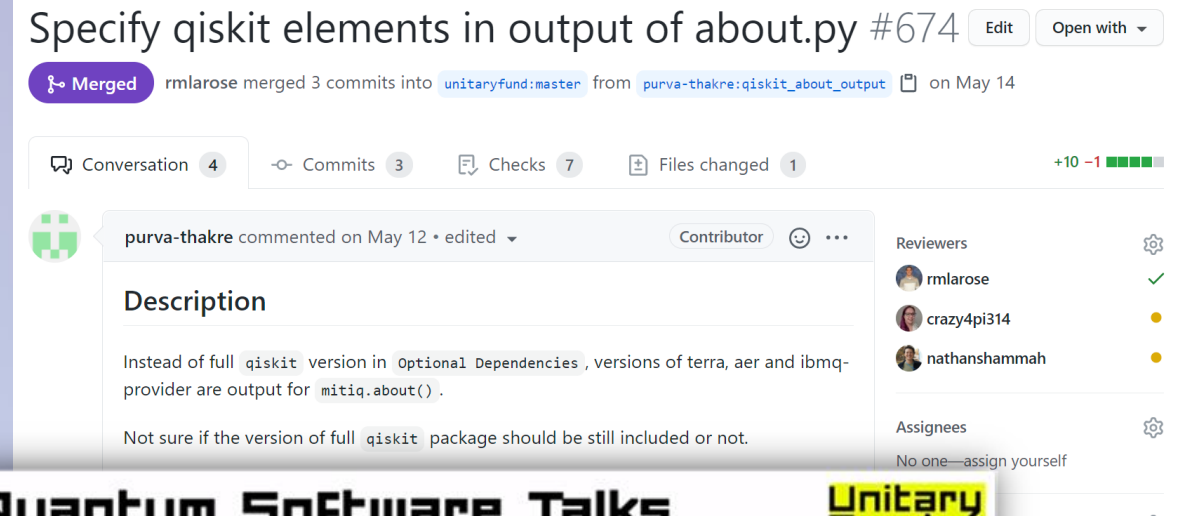 Specify qiskit elements in output of about.py #674 Edit Open with
Merged rmlarose merged 3 commits into unitaryfund:master from purva-thakre:qiskit_about_output on May 14
Conversation 4 Commits 3 Checks 7 Files changed 1 +10 −1
purva-thakre commented on May 12 • edited Contributor
Description
Instead of full qiskit version in Optional Dependencies , versions of terra, aer and ibmq-
provider are output for mitiq.about() .
Not sure if the version of full qiskit package should be still included or not.
Reviewers
rmlarose
crazy4pi314
nathanshammah
Assignees
No one—assign yourself
Quantum Software Talks
Unitary